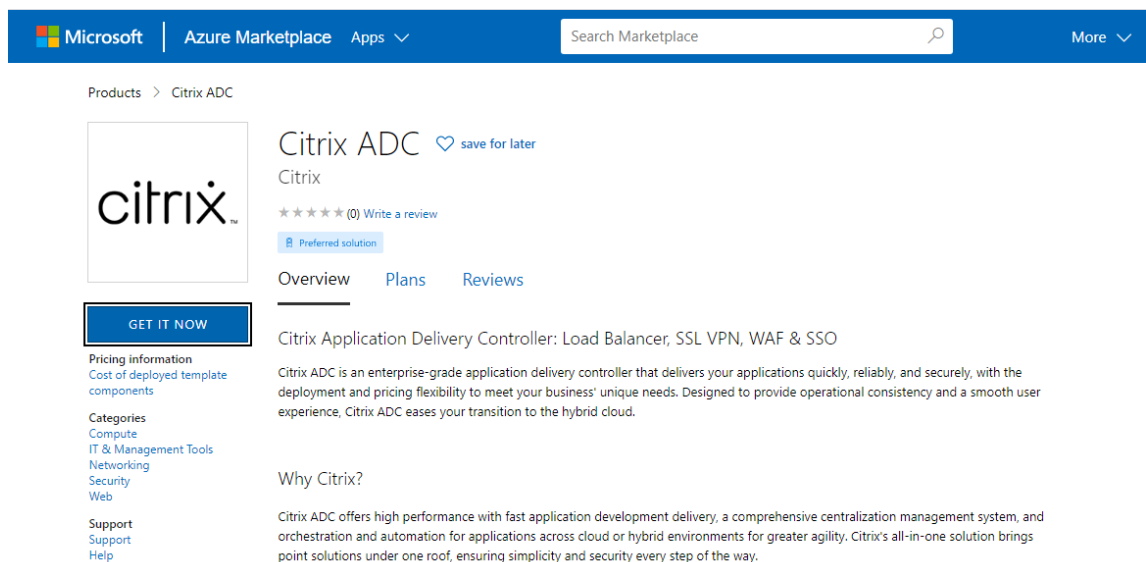 Microsoft Azure Marketplace Apps Search Marketplace More
Products > Citrix ADC
citrix™
Citrix ADC save for later
Citrix
(0) Write a review
Preferred solution
Overview Plans Reviews
GET IT NOW
Pricing information
Cost of deployed template
components
Categories
Compute
IT & Management Tools
Networking
Security
Web
Support
Support
Help
Citrix Application Delivery Controller: Load Balancer, SSL VPN, WAF & SSO
Citrix ADC is an enterprise-grade application delivery controller that delivers your applications quickly, reliably, and securely, with the
deployment and pricing flexibility to meet your business' unique needs. Designed to provide operational consistency and a smooth user
experience, Citrix ADC eases your transition to the hybrid cloud.
Why Citrix?
Citrix ADC offers high performance with fast application development delivery, a comprehensive centralization management system, and
orchestration and automation for applications across cloud or hybrid environments for greater agility. Citrix's all-in-one solution brings
point solutions under one roof, ensuring simplicity and security every step of the way.